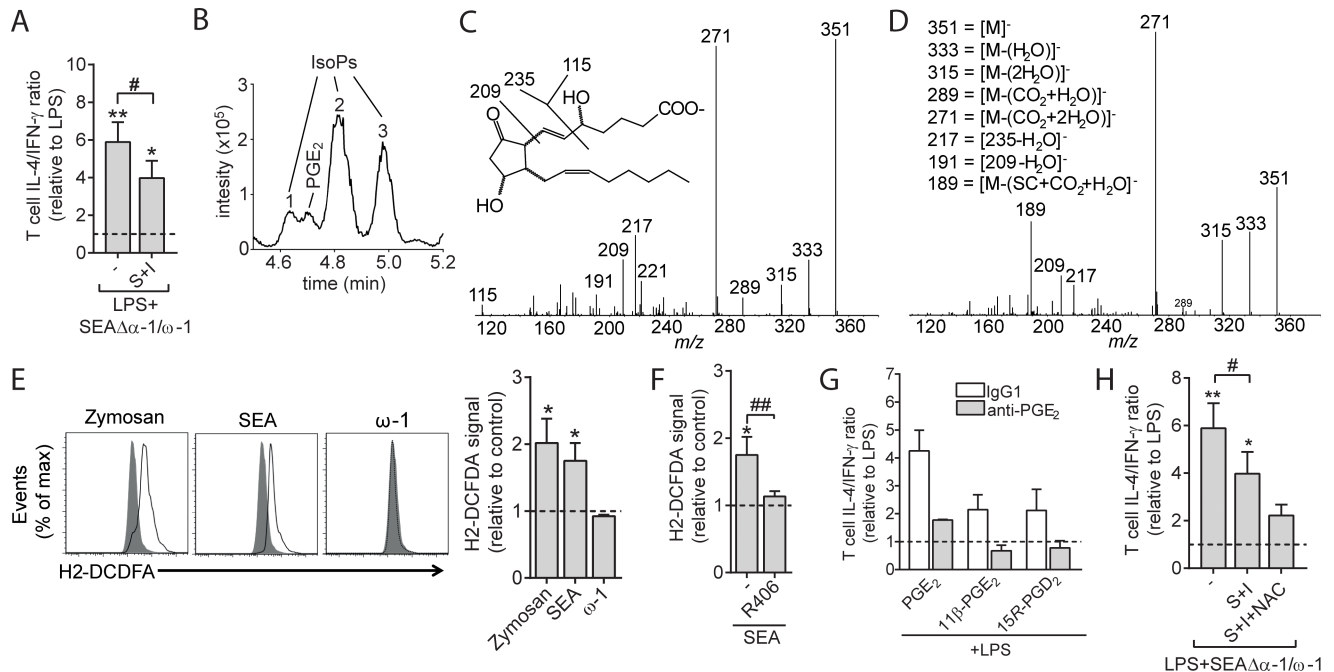 A
T cell IL-4/IFN-γ ratio
(relative to LPS)
10
8
6
4
2
0
#
**
*
-
S+I
LPS+
SEAΔα-1/ω-1
B
IsoPs
intesity (x10⁵)
3
2
1
0
1
PGE₂
2
3
4.6
4.8
5.0
5.2
time (min)
C
271
351
235
115
209
HO
COO-
O
HO
217
209
221
191
115
289
315
333
120
160
200
240
280
320
360
m/z
D
351 = [M]⁻
333 = [M-(H₂O)]⁻
315 = [M-(2H₂O)]⁻
289 = [M-(CO₂+H₂O)]⁻
271 = [M-(CO₂+2H₂O)]⁻
217 = [235-H₂O]⁻
191 = [209-H₂O]⁻
189 = [M-(SC+CO₂+H₂O]⁻
271
351
189
209
217
289
315
333
120
160
200
240
280
320
360
m/z
E
Zymosan
SEA
ω-1
Events
(% of max)
H2-DCDFA
H2-DCFDA signal
(relative to control)
3
2
1
0
*
*
Zymosan
SEA
ω-1
F
H2-DCFDA signal
(relative to control)
3
2
1
0
##
*
-
R406
SEA
G
T cell IL-4/IFN-γ ratio
(relative to LPS)
7
6
5
4
3
2
1
0
IgG1
anti-PGE₂
PGE₂
11β-PGE₂
15R-PGD₂
+LPS
H
T cell IL-4/IFN-γ ratio
(relative to LPS)
8
6
4
2
0
#
**
*
-
S+I
S+I+NAC
LPS+SEAΔα-1/ω-1